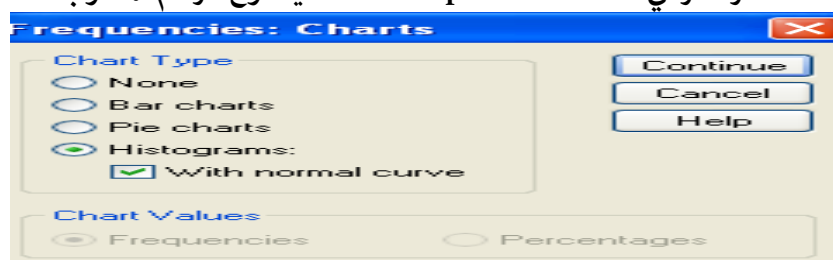 Frequencies: Charts
Chart Type
None
Bar charts
Pie charts
Histograms:
With normal curve
Continue
Cancel
Help
Chart Values
Frequencies
Percentages